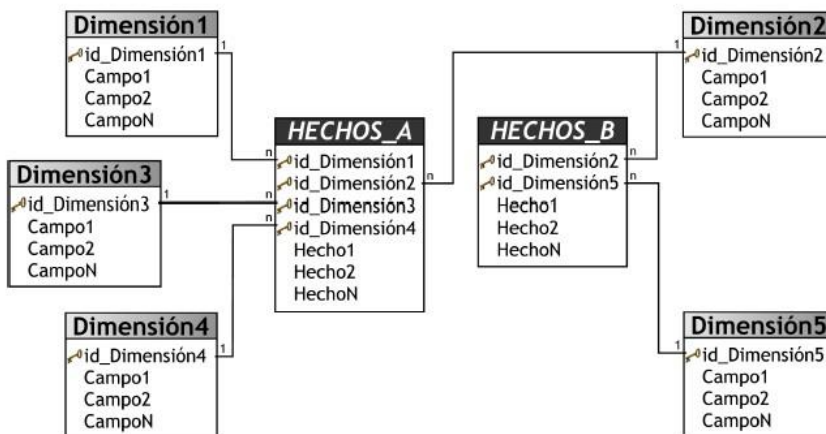 Dimensión1
id_Dimensión1
Campo1
Campo2
CampoN
1
Dimensión2
id_Dimensión2
Campo1
Campo2
CampoN
1
HECHOS_A
id_Dimensión1
id_Dimensión2
id_Dimensión3
id_Dimensión4
Hecho1
Hecho2
HechoN
n
n
n
n
HECHOS_B
id_Dimensión2
id_Dimensión5
Hecho1
Hecho2
HechoN
n
n
Dimensión3
id_Dimensión3
Campo1
Campo2
CampoN
1
Dimensión4
id_Dimensión4
Campo1
Campo2
CampoN
1
Dimensión5
id_Dimensión5
Campo1
Campo2
CampoN
1